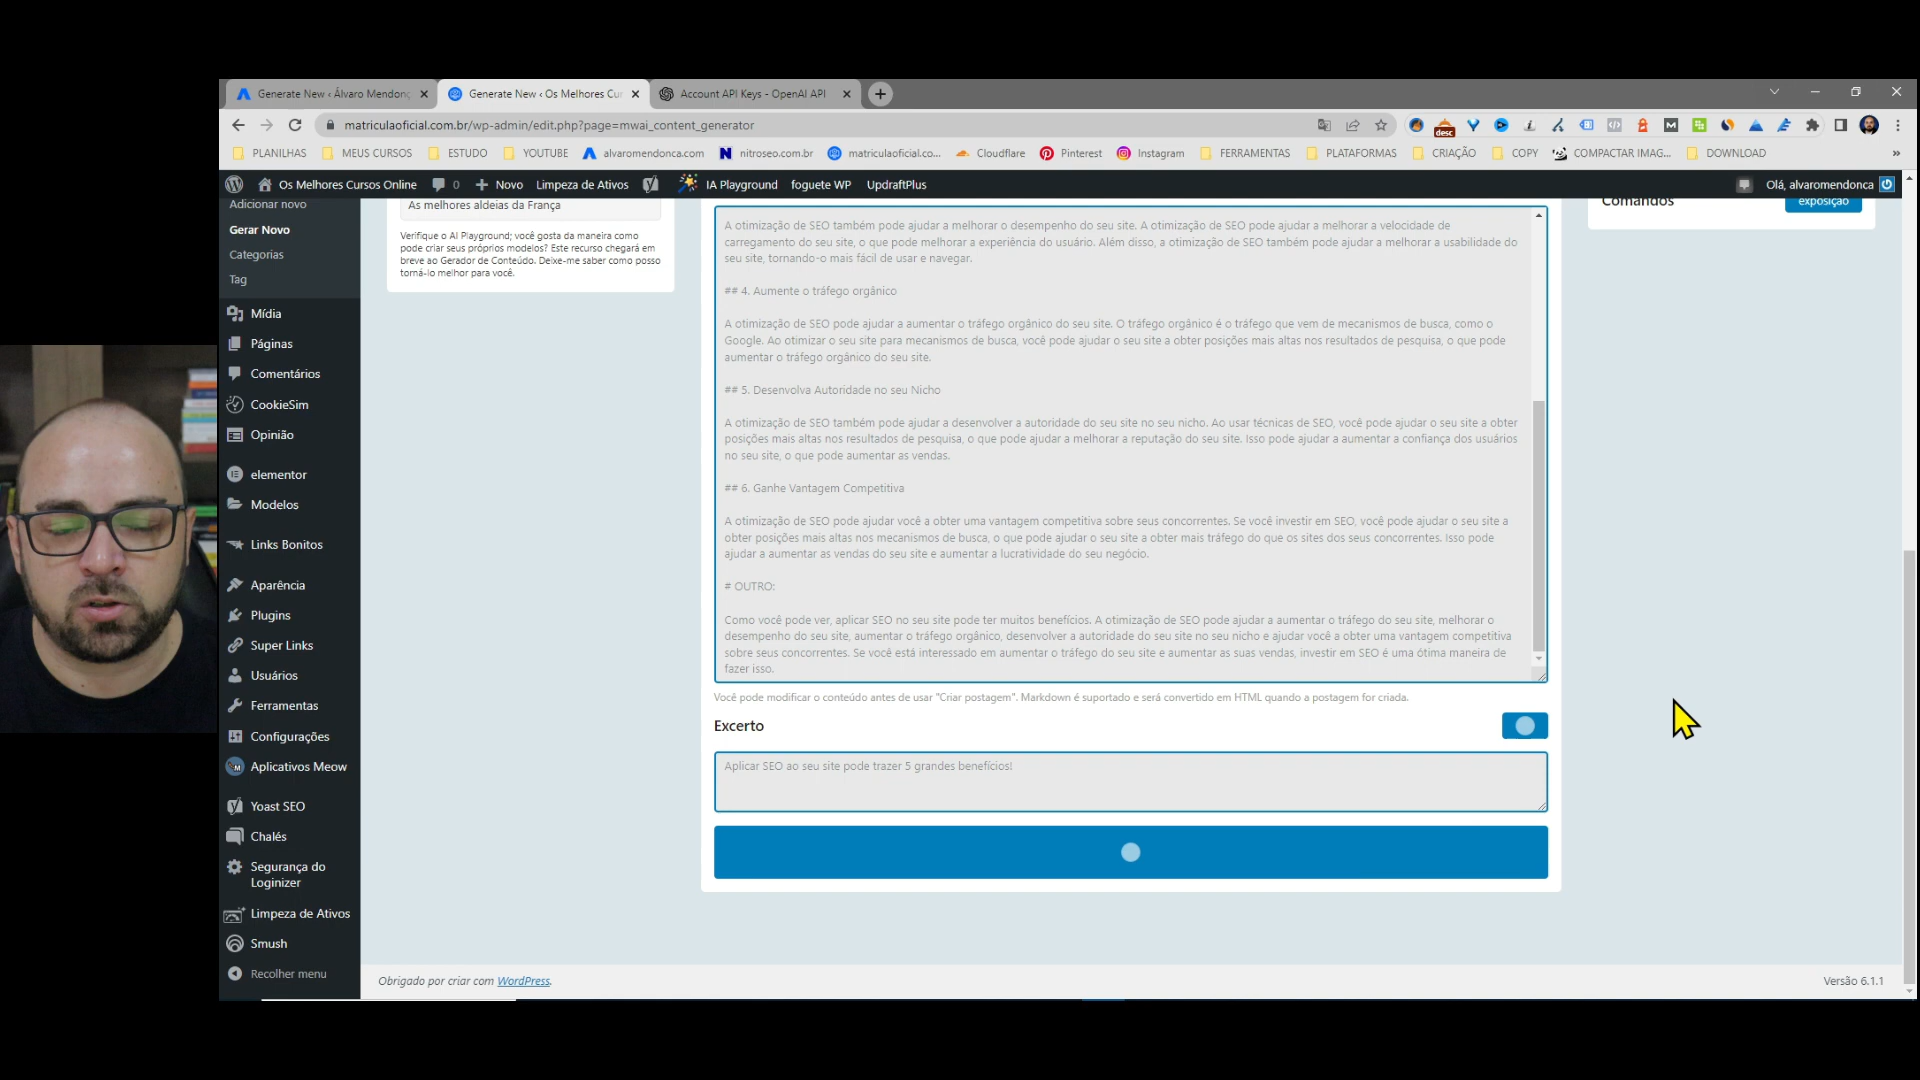 Generate New ‹ Álvaro Mendonç
Generate New ‹ Os Melhores Cu
Account API Keys - OpenAI API
matriculaoficial.com.br/wp-admin/edit.php?page=mwai_content_generator
desc
PLANILHAS
MEUS CURSOS
ESTUDO
YOUTUBE
alvaromendonca.com
nitroseo.com.br
matriculaoficial.co...
Cloudflare
Pinterest
Instagram
FERRAMENTAS
PLATAFORMAS
CRIAÇÃO
COPY
COMPACTAR IMAG...
DOWNLOAD
Os Melhores Cursos Online
0
Novo
Limpeza de Ativos
IA Playground
foguete WP
UpdraftPlus
Olá, alvaromendonca
Adicionar novo
Gerar Novo
Categorias
Tag
Mídia
Páginas
Comentários
CookieSim
Opinião
elementor
Modelos
Links Bonitos
Aparência
Plugins
Super Links
Usuários
Ferramentas
Configurações
Aplicativos Meow
Yoast SEO
Chalés
Segurança do
Loginizer
Limpeza de Ativos
Smush
Recolher menu
As melhores aldeias da França
Verifique o AI Playground; você gosta da maneira como
pode criar seus próprios modelos? Este recurso chegará em
breve ao Gerador de Conteúdo. Deixe-me saber como posso
torná-lo melhor para você.
A otimização de SEO também pode ajudar a melhorar o desempenho do seu site. A otimização de SEO pode ajudar a melhorar a velocidade de
carregamento do seu site, o que pode melhorar a experiência do usuário. Além disso, a otimização de SEO também pode ajudar a melhorar a usabilidade do
seu site, tornando-o mais fácil de usar e navegar.
## 4. Aumente o tráfego orgânico
A otimização de SEO pode ajudar a aumentar o tráfego orgânico do seu site. O tráfego orgânico é o tráfego que vem de mecanismos de busca, como o
Google. Ao otimizar o seu site para mecanismos de busca, você pode ajudar o seu site a obter posições mais altas nos resultados de pesquisa, o que pode
aumentar o tráfego orgânico do seu site.
## 5. Desenvolva Autoridade no seu Nicho
A otimização de SEO também pode ajudar a desenvolver a autoridade do seu site no seu nicho. Ao usar técnicas de SEO, você pode ajudar o seu site a obter
posições mais altas nos resultados de pesquisa, o que pode ajudar a melhorar a reputação do seu site. Isso pode ajudar a aumentar a confiança dos usuários
no seu site, o que pode aumentar as vendas.
## 6. Ganhe Vantagem Competitiva
A otimização de SEO pode ajudar você a obter uma vantagem competitiva sobre seus concorrentes. Se você investir em SEO, você pode ajudar o seu site a
obter posições mais altas nos mecanismos de busca, o que pode ajudar o seu site a obter mais tráfego do que os sites dos seus concorrentes. Isso pode
ajudar a aumentar as vendas do seu site e aumentar a lucratividade do seu negócio.
# OUTRO:
Como você pode ver, aplicar SEO no seu site pode ter muitos benefícios. A otimização de SEO pode ajudar a aumentar o tráfego do seu site, melhorar o
desempenho do seu site, aumentar o tráfego orgânico, desenvolver a autoridade do seu site no seu nicho e ajudar você a obter uma vantagem competitiva
sobre seus concorrentes. Se você está interessado em aumentar o tráfego do seu site e aumentar as suas vendas, investir em SEO é uma ótima maneira de
fazer isso.
Você pode modificar o conteúdo antes de usar "Criar postagem". Markdown é suportado e será convertido em HTML quando a postagem for criada.
Excerto
Aplicar SEO ao seu site pode trazer 5 grandes benefícios!
Comandos
exposição
Obrigado por criar com WordPress.
Versão 6.1.1